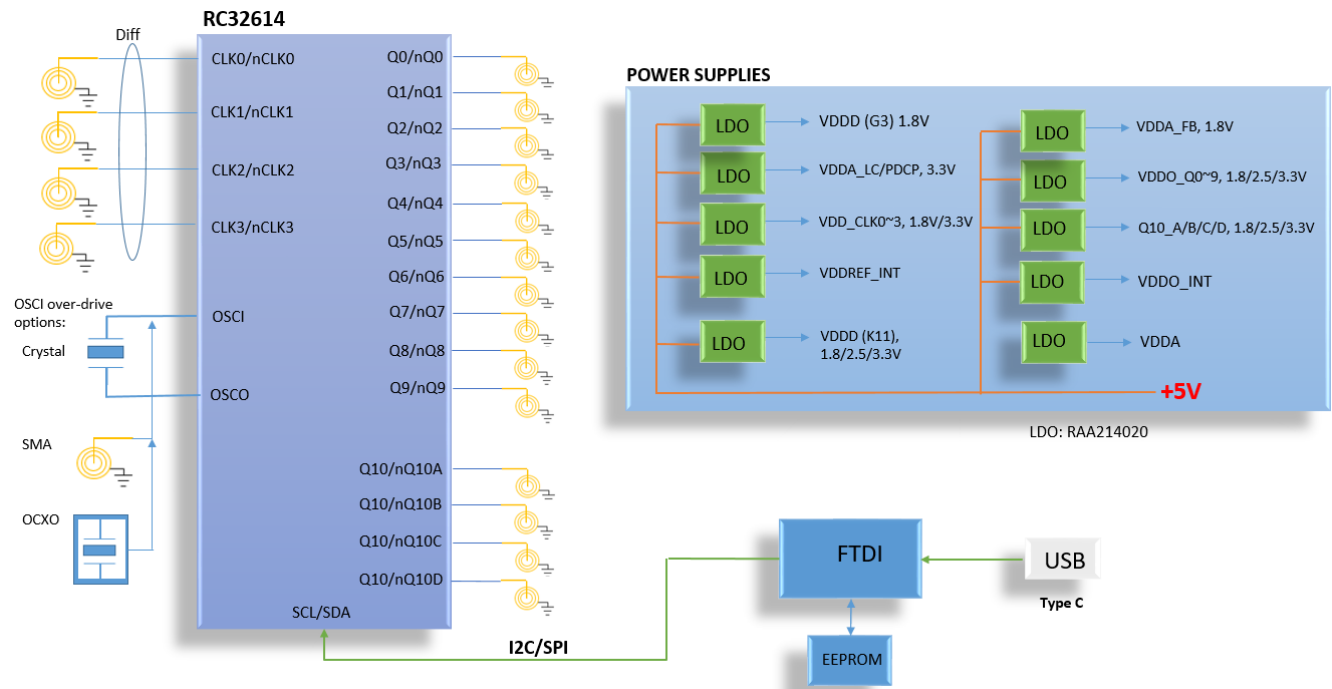 RC32614
Diff
CLK0/nCLK0
CLK1/nCLK1
CLK2/nCLK2
CLK3/nCLK3
OSCI over-drive
options:
Crystal
OSCI
OSCO
SMA
OCXO
Q0/nQ0
Q1/nQ1
Q2/nQ2
Q3/nQ3
Q4/nQ4
Q5/nQ5
Q6/nQ6
Q7/nQ7
Q8/nQ8
Q9/nQ9
Q10/nQ10A
Q10/nQ10B
Q10/nQ10C
Q10/nQ10D
SCL/SDA
I2C/SPI
POWER SUPPLIES
LDO
VDDD (G3) 1.8V
LDO
VDDA_LC/PDCP, 3.3V
LDO
VDD_CLK0~3, 1.8V/3.3V
LDO
VDDREF_INT
LDO
VDDD (K11),
1.8/2.5/3.3V
LDO
VDDA_FB, 1.8V
LDO
VDDO_Q0~9, 1.8/2.5/3.3V
LDO
Q10_A/B/C/D, 1.8/2.5/3.3V
LDO
VDDO_INT
LDO
VDDA
+5V
LDO: RAA214020
FTDI
USB
Type C
EEPROM